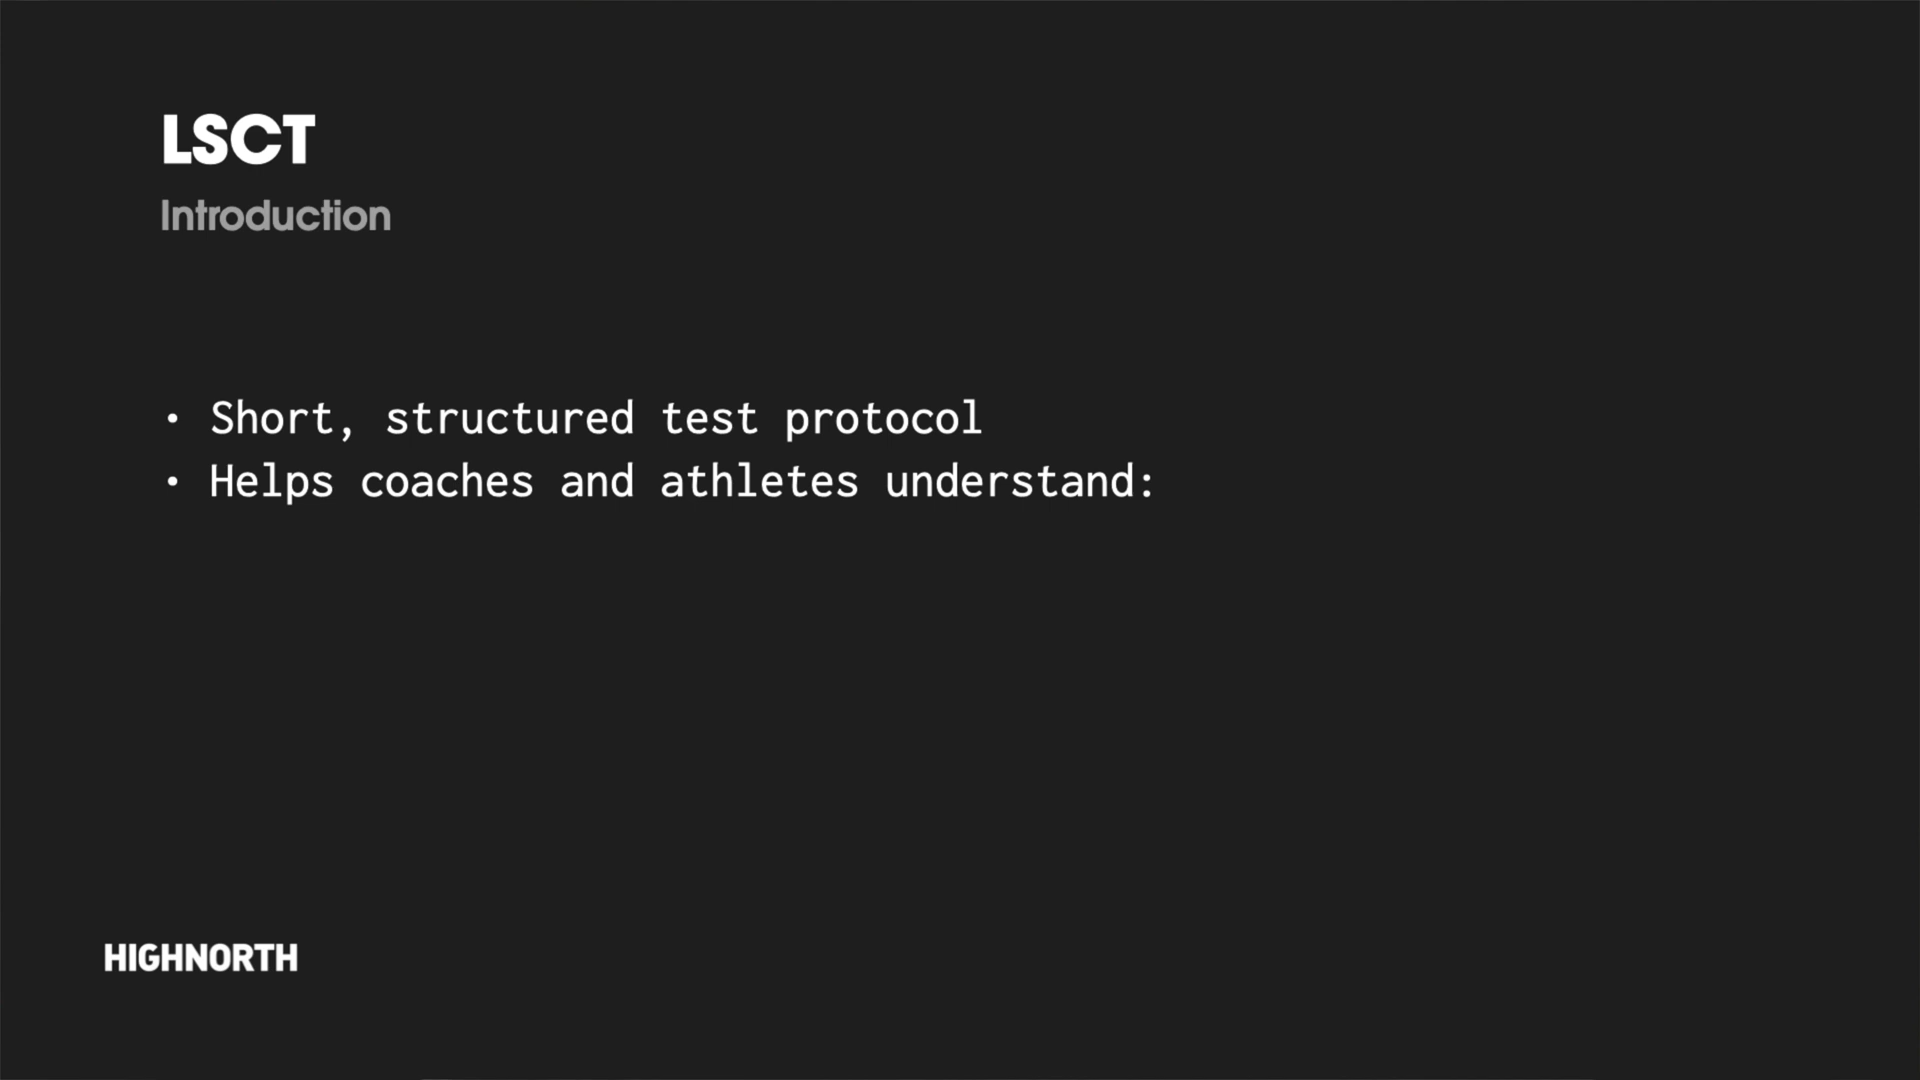 LSCT
Introduction
• Short, structured test protocol
• Helps coaches and athletes understand:
HIGHNORTH